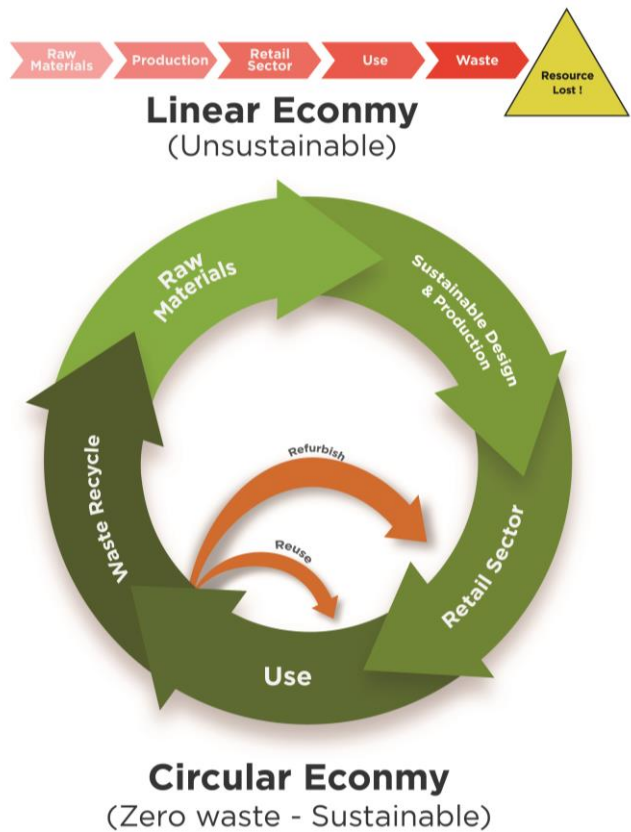 Raw
Materials
Production
Retail
Sector
Use
Waste
Resource
Lost !
Linear Econmy
(Unsustainable)
Raw
Materials
Sustainable Design
& Production
Refurbish
Reuse
Waste Recycle
Retail Sector
Use
Circular Econmy
(Zero waste - Sustainable)